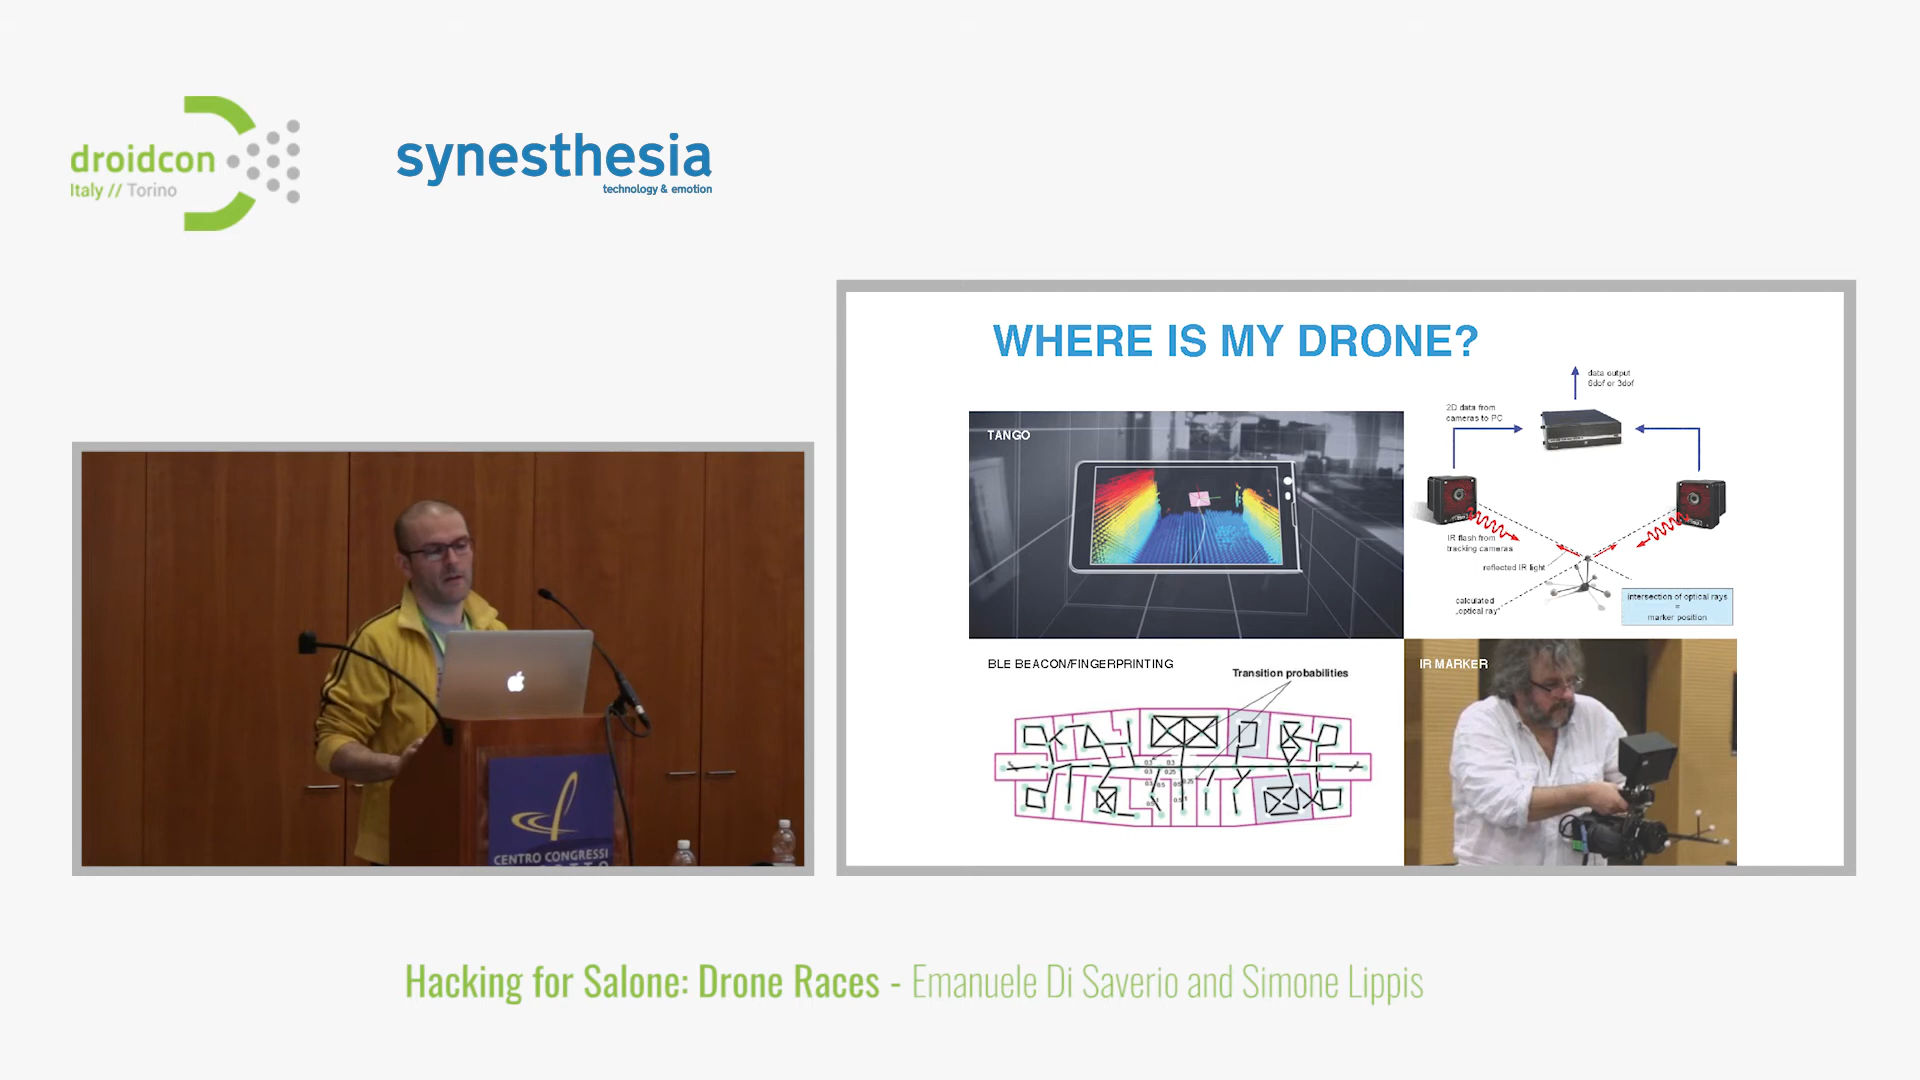 droidcon
Italy // Torino
synesthesia
technology & emotion
WHERE IS MY DRONE?
TANGO
data output
6dof or 3dof
2D data from
cameras to PC
IR flash from
tracking cameras
reflected IR light
calculated
„optical ray"
intersection of optical rays
=
marker position
BLE BEACON/FINGERPRINTING
Transition probabilities
IR MARKER
CENTRO CONGRESSI
Hacking for Salone: Drone Races - Emanuele Di Saverio and Simone Lippis